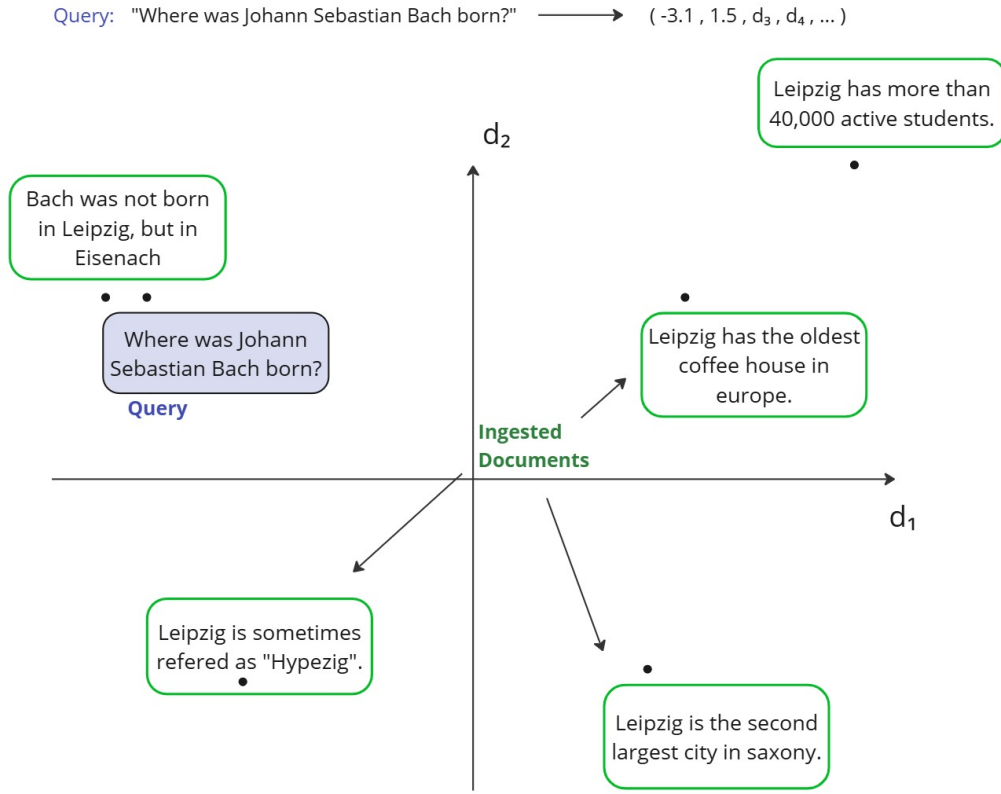 Query: "Where was Johann Sebastian Bach born?" ( -3.1 , 1.5 , d₃ , d₄ , ... )
Leipzig has more than
40,000 active students.
d₂
Bach was not born
in Leipzig, but in
Eisenach
Where was Johann
Sebastian Bach born?
Query
Leipzig has the oldest
coffee house in
europe.
Ingested
Documents
d₁
Leipzig is sometimes
refered as "Hypezig".
Leipzig is the second
largest city in saxony.